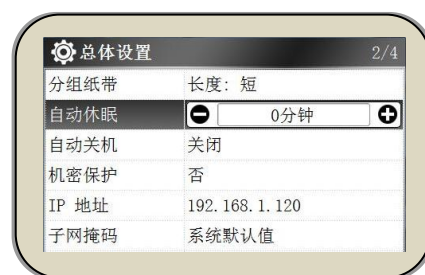 总体设置 2/4
分组纸带 长度: 短
自动休眠 0分钟
自动关机 关闭
机密保护 否
IP 地址 192.168.1.120
子网掩码 系统默认值